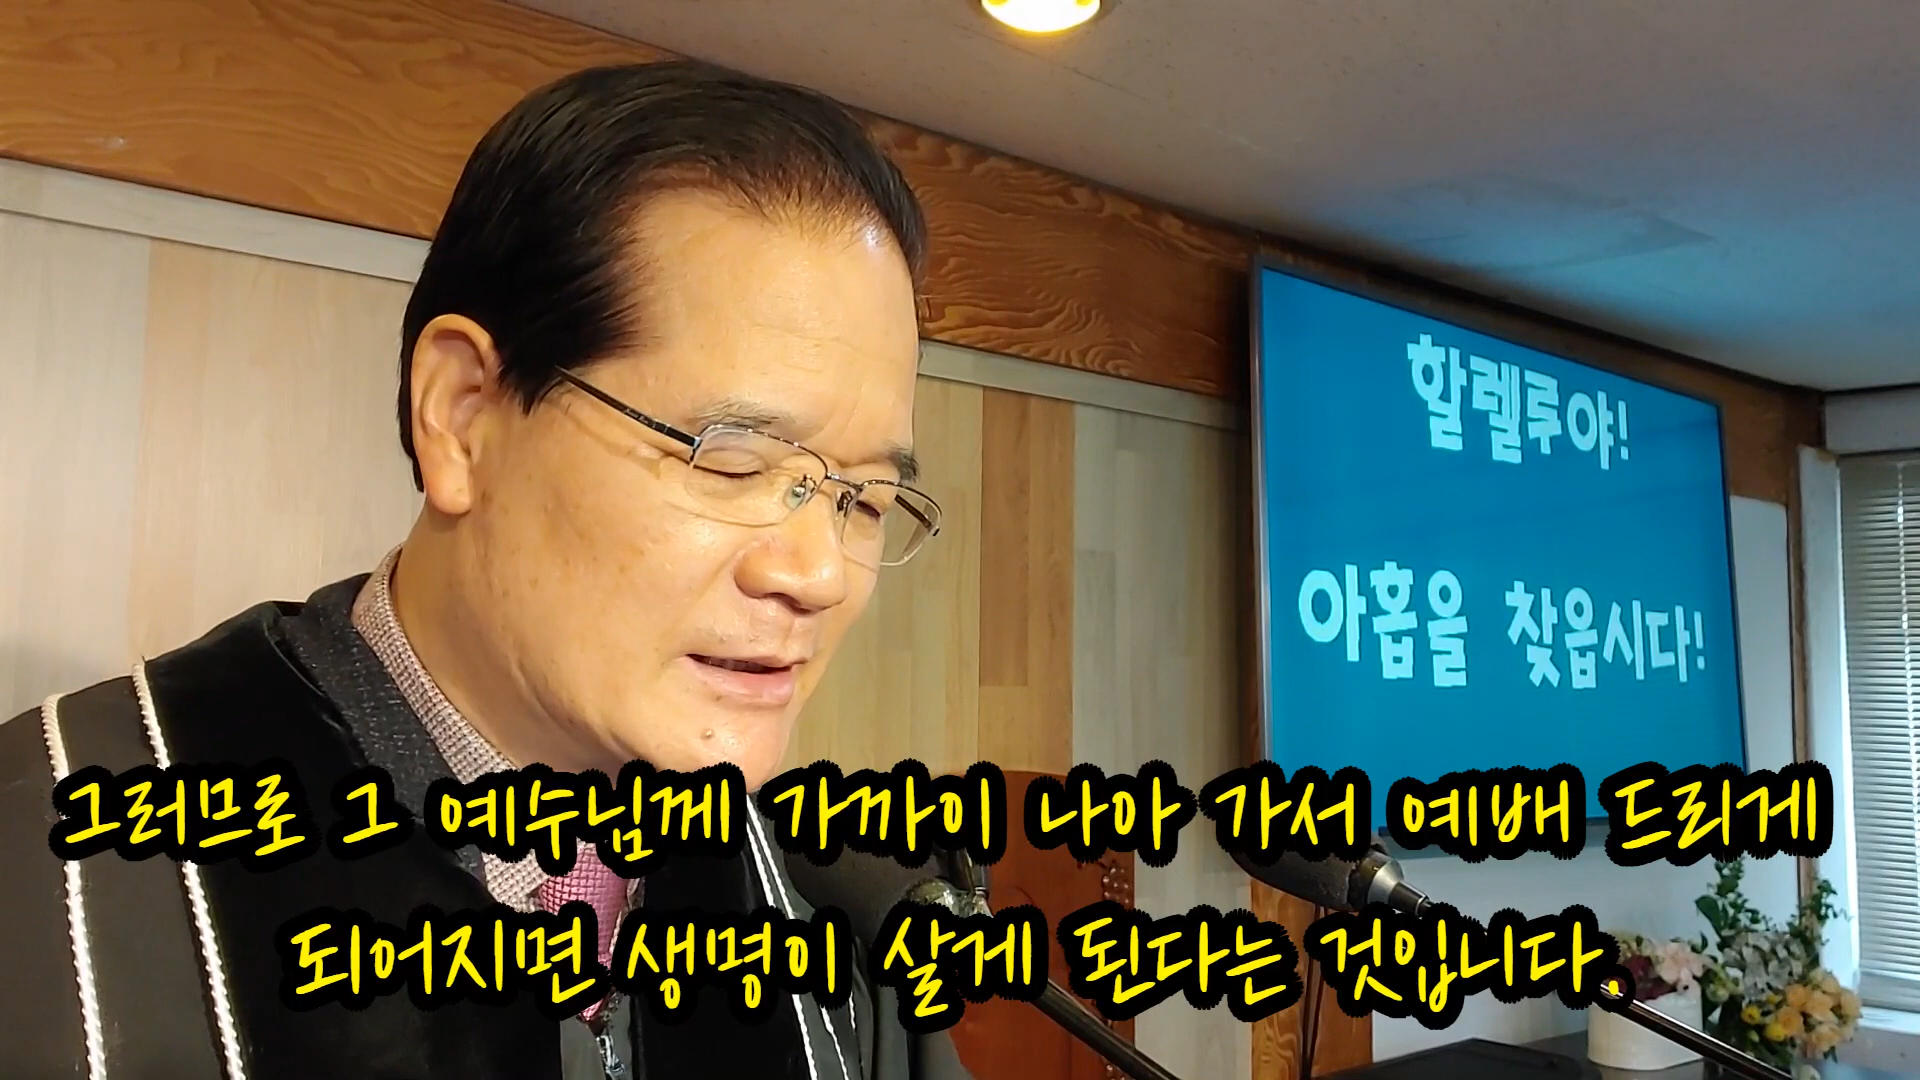 할렐루야!
아홉을 찾읍시다!
그러므로 그 예수님께 가까이 나아 가서 예배 드리게
되어지면 생명이 살게 된다는 것입니다.